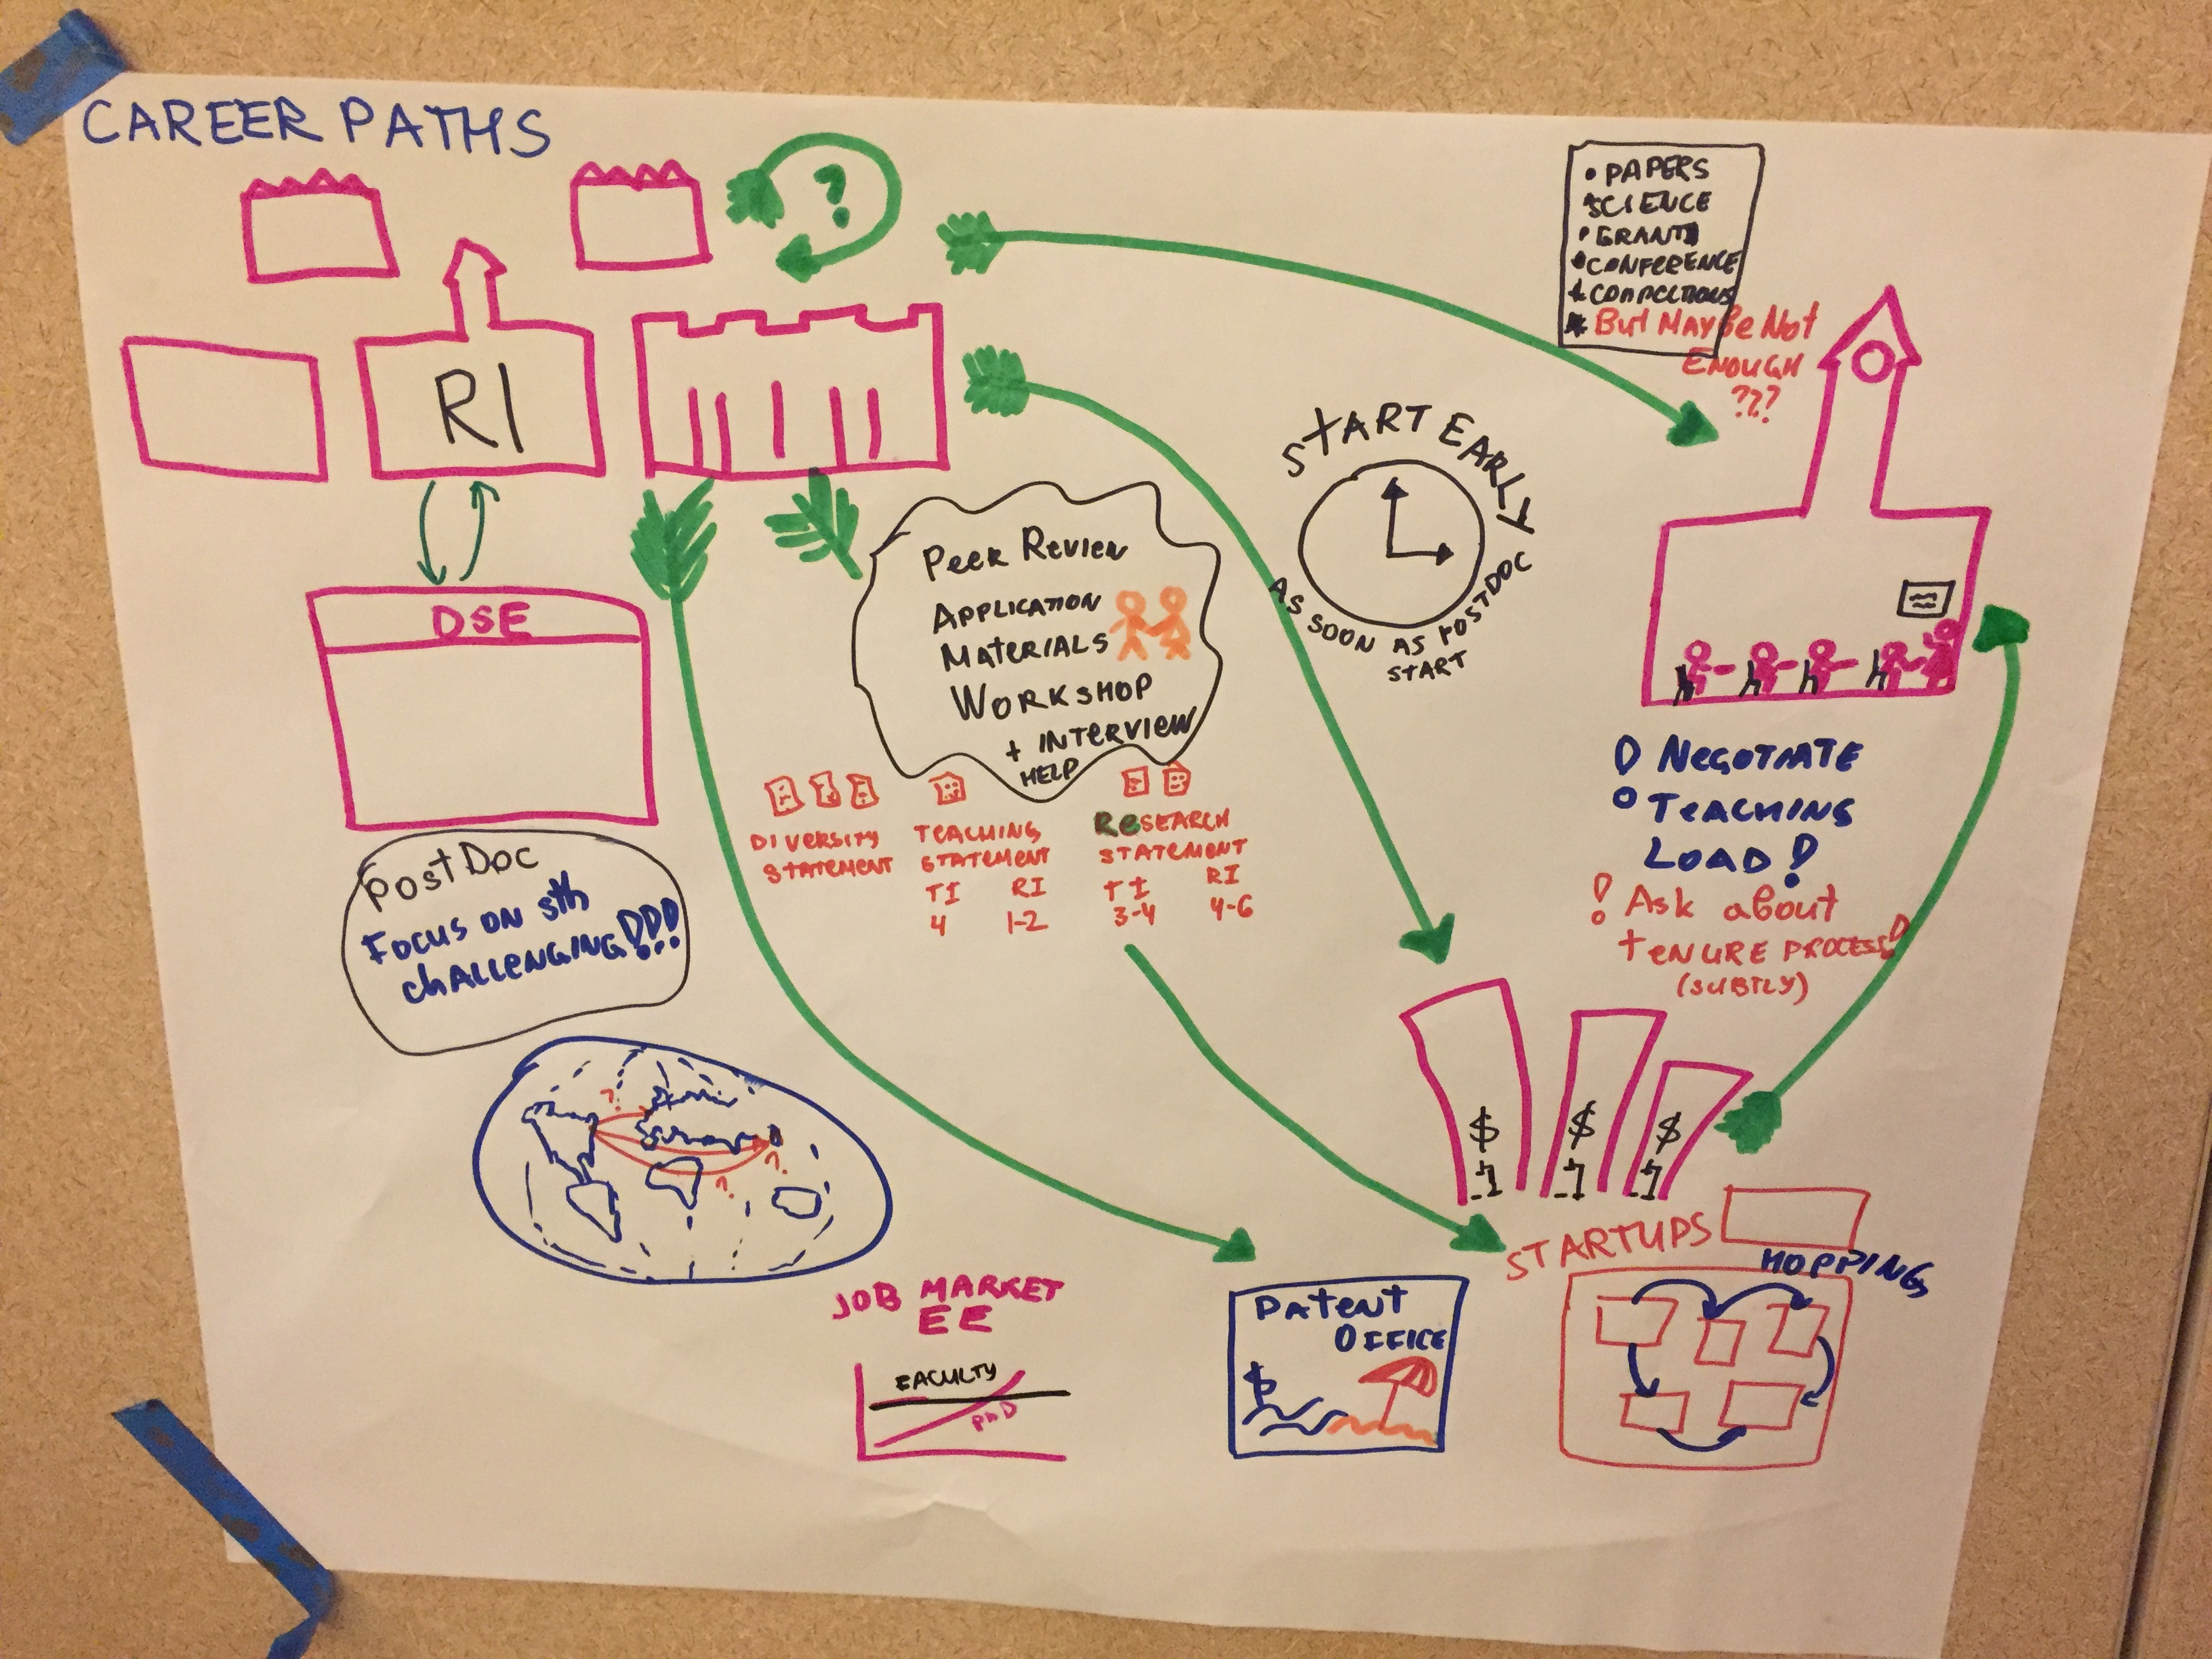 CAREER PATHS
?
• PAPERS
SCIENCE
• GRANTS
• CONFERENCE
But Maybe Not
ENOUGH
???
RI
START EARLY
AS SOON AS POSTDOC
START
DSE
Peer Review
APPLICATION
MATERIALS
WORKSHOP
+ INTERVIEW
HELP
DIVERSITY
STATEMENT
TEACHING
STATEMENT
TI RI
4 1-2
RESEARCH
STATEMENT
TI RI
3-4 4-6
NEGOTIATE
TEACHING
LOAD!
! Ask about
TENURE PROCESS!
(SUBTLY)
PostDoc
FOCUS ON sth
CHALLENGING!!!
?
?
?
$ $ $
STARTUPS
HOPPING
JOB MARKET
EE
FACULTY
PhD
PATENT
OFFICE
$